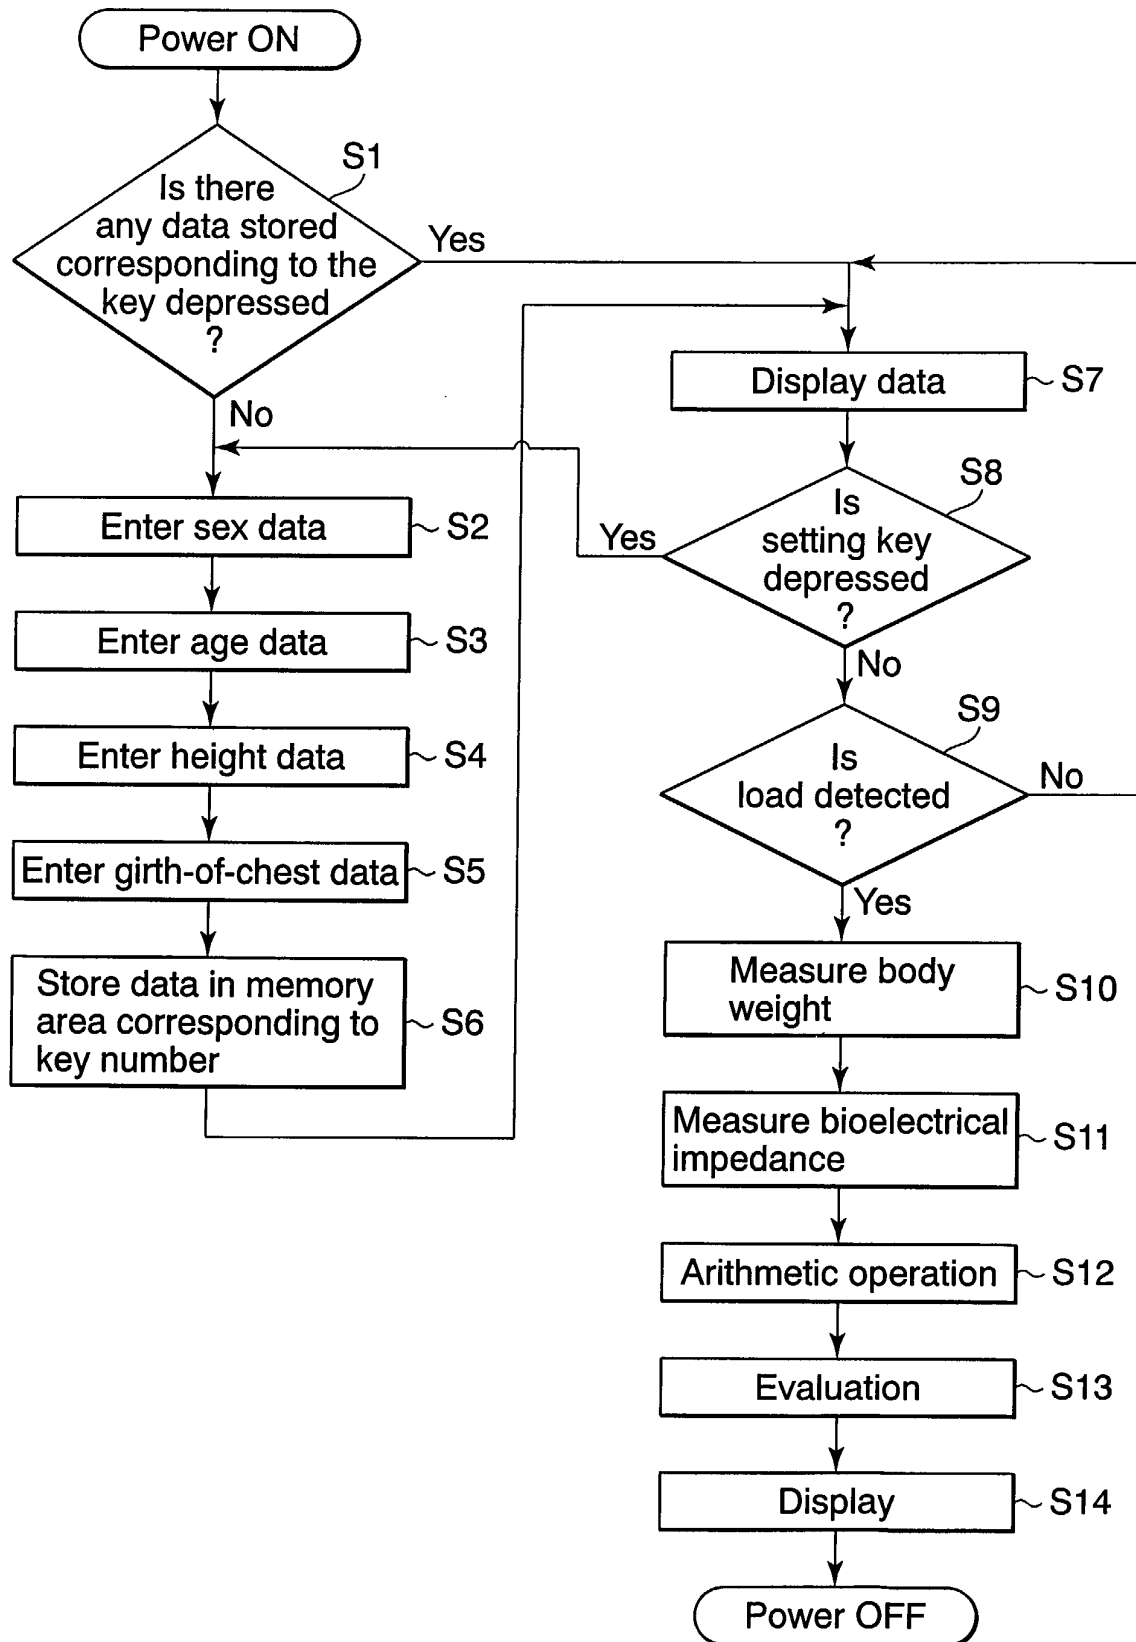 Power ON
S1
Is there
any data stored
corresponding to the
key depressed
?
Yes
No
Enter sex data
S2
Enter age data
S3
Enter height data
S4
Enter girth-of-chest data
S5
Store data in memory
area corresponding to
key number
S6
Display data
S7
S8
Is
setting key
depressed
?
Yes
No
S9
Is
load detected
?
No
Yes
Measure body
weight
S10
Measure bioelectrical
impedance
S11
Arithmetic operation
S12
Evaluation
S13
Display
S14
Power OFF